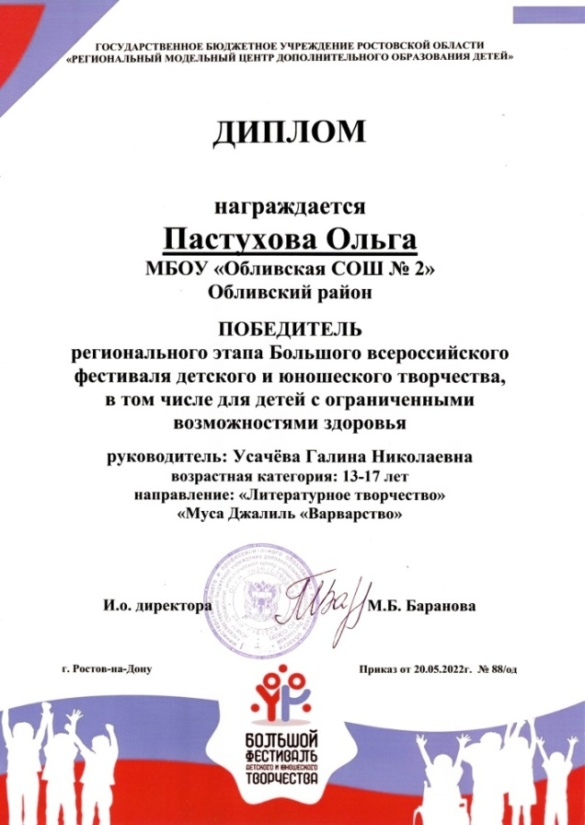 ГОСУДАРСТВЕННОЕ БЮДЖЕТНОЕ УЧРЕЖДЕНИЕ РОСТОВСКОЙ ОБЛАСТИ
«РЕГИОНАЛЬНЫЙ МОДЕЛЬНЫЙ ЦЕНТР ДОПОЛНИТЕЛЬНОГО ОБРАЗОВАНИЯ ДЕТЕЙ»
ДИПЛОМ
награждается
Пастухова Ольга
МБОУ «Обливская СОШ № 2»
Обливский район
ПОБЕДИТЕЛЬ
регионального этапа Большого всероссийского
фестиваля детского и юношеского творчества,
в том числе для детей с ограниченными
возможностями здоровья
руководитель: Усачёва Галина Николаевна
возрастная категория: 13-17 лет
направление: «Литературное творчество»
«Муса Джалиль «Варварство»
И.о. директора М.Б. Баранова
г. Ростов-на-Дону Приказ от 20.05.2022г. № 88/од
БОЛЬШОЙ
ФЕСТИВАЛЬ
ДЕТСКОГО И ЮНОШЕСКОГО
ТВОРЧЕСТВА